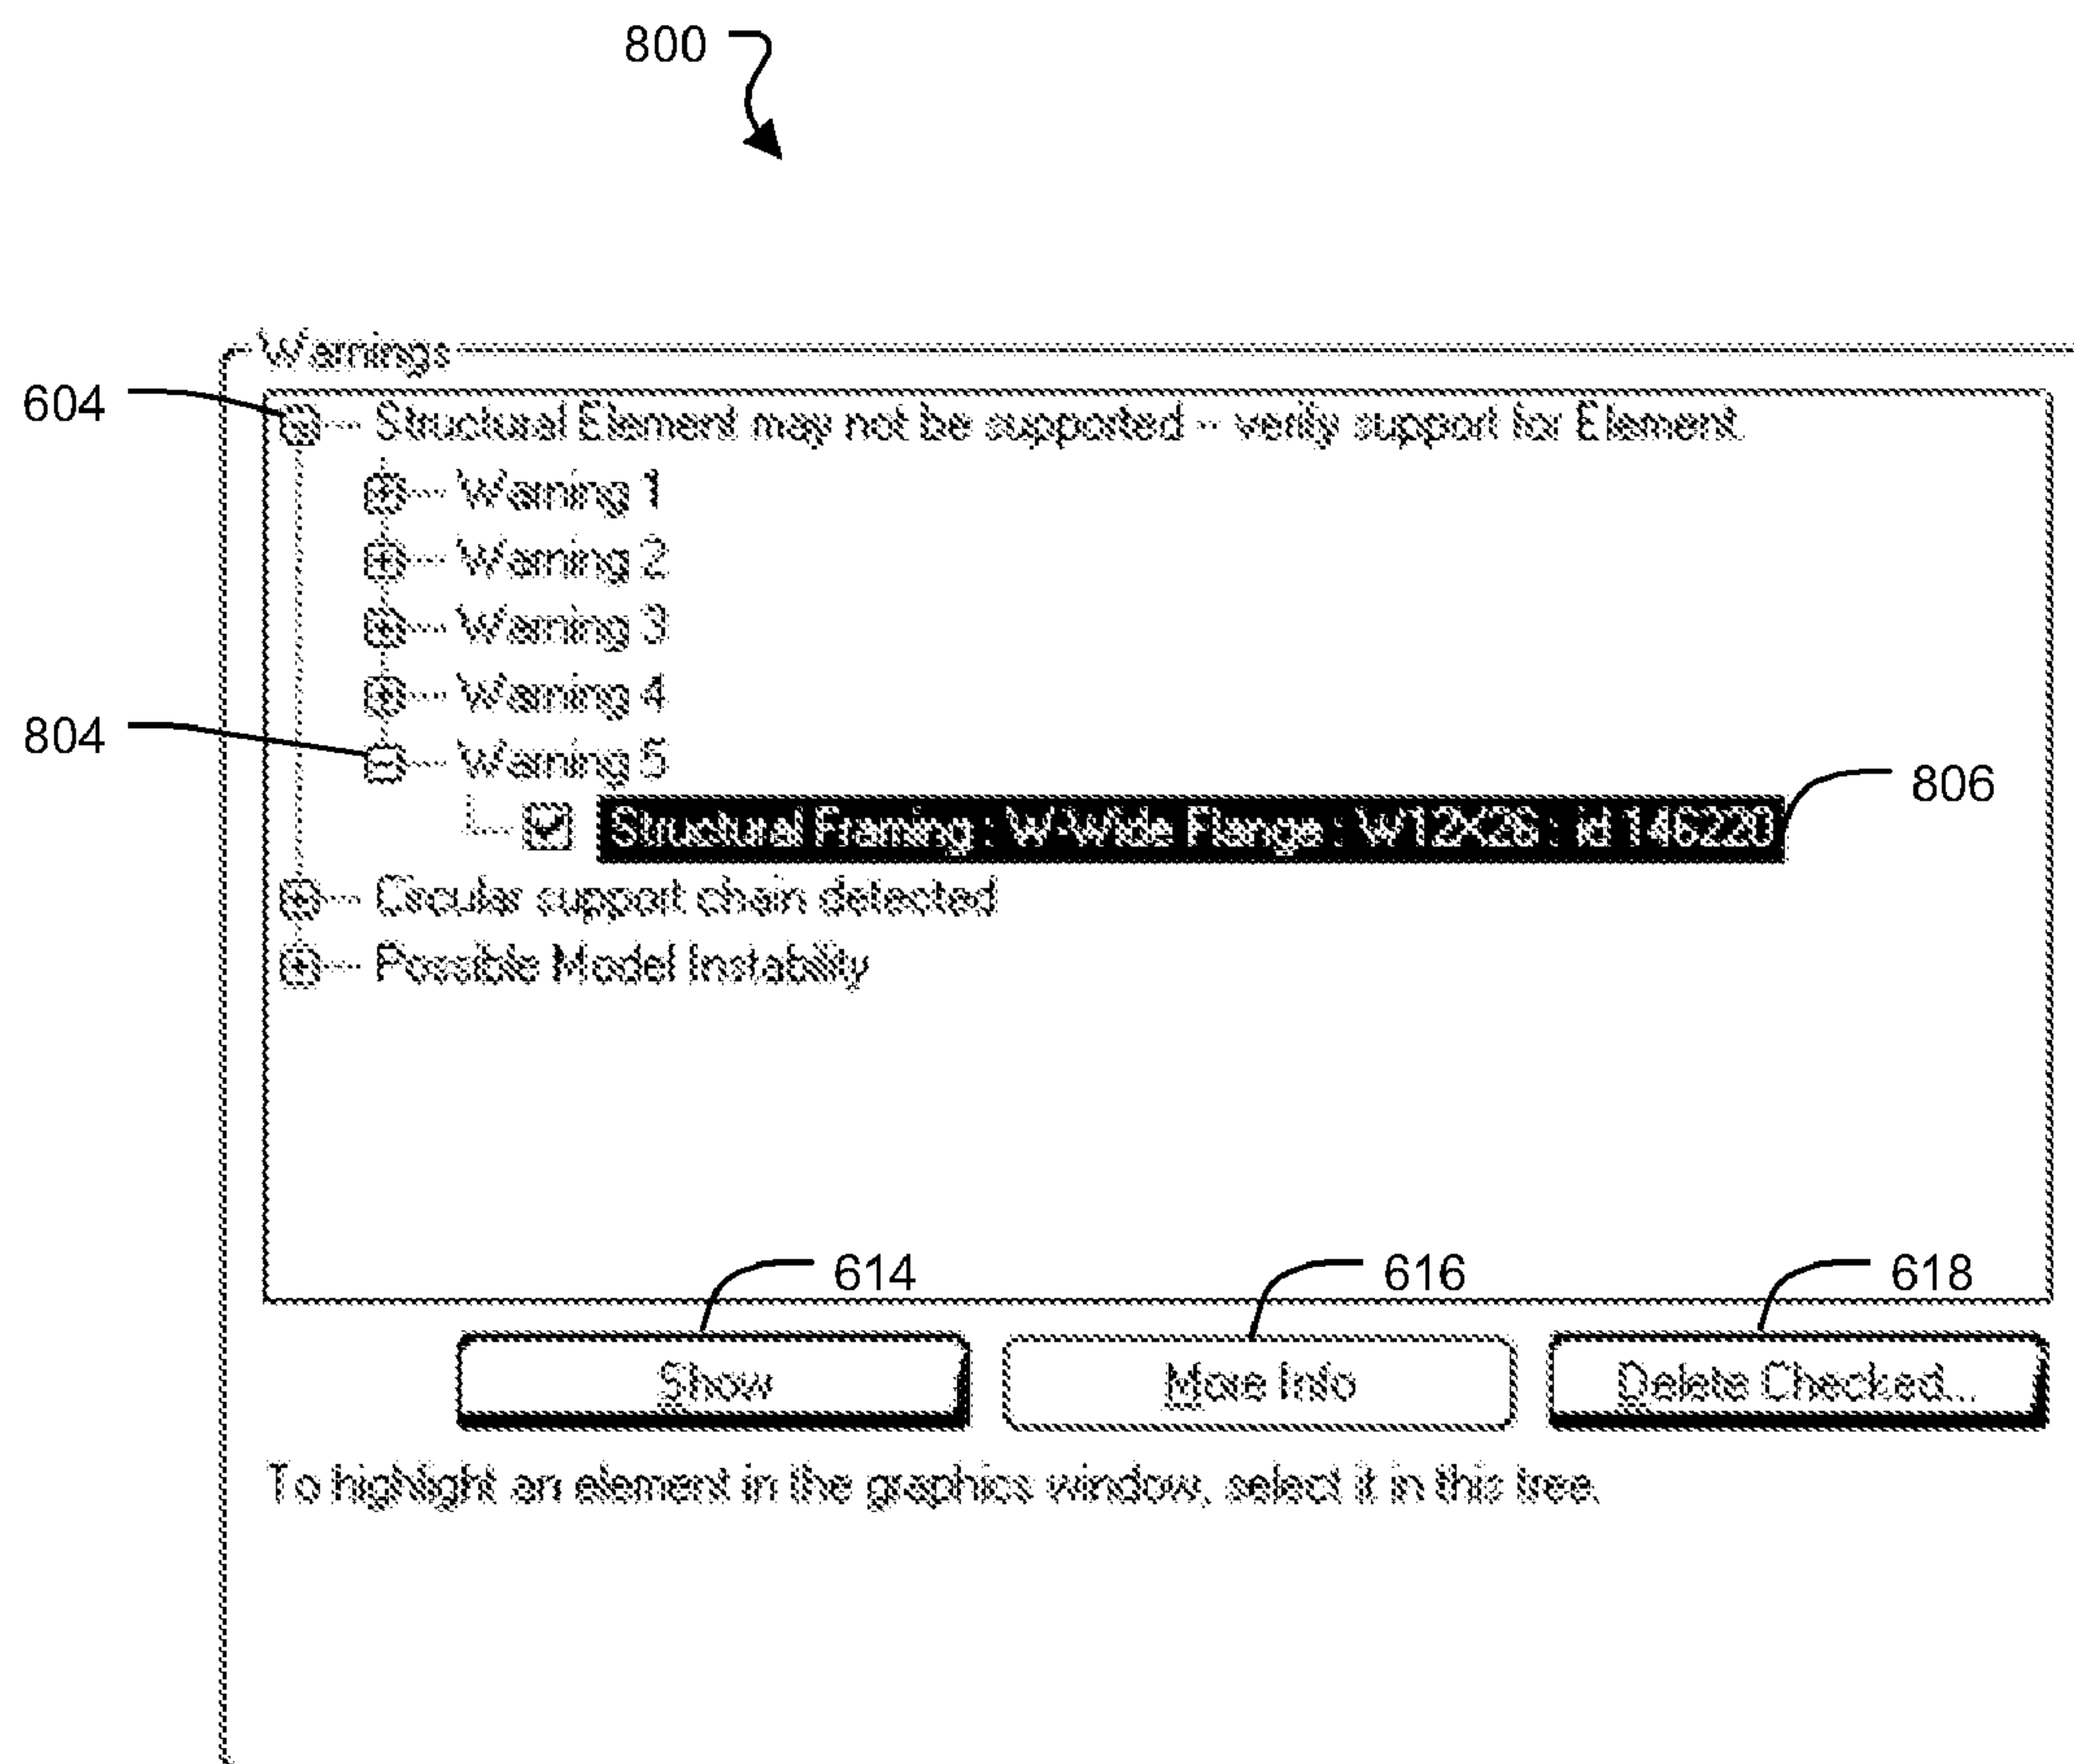 800
Warnings
604
Structural Element may not be supported -- verify support for Element.
Warning 1
Warning 2
Warning 3
Warning 4
804
Warning 5
806
Structural Framing : W-Wide Flange : W12X26 : id 146220
Circular support chain detected
Possible Model Instability
614
616
618
Show
More Info
Delete Checked...
To highlight an element in the graphics window, select it in this tree.